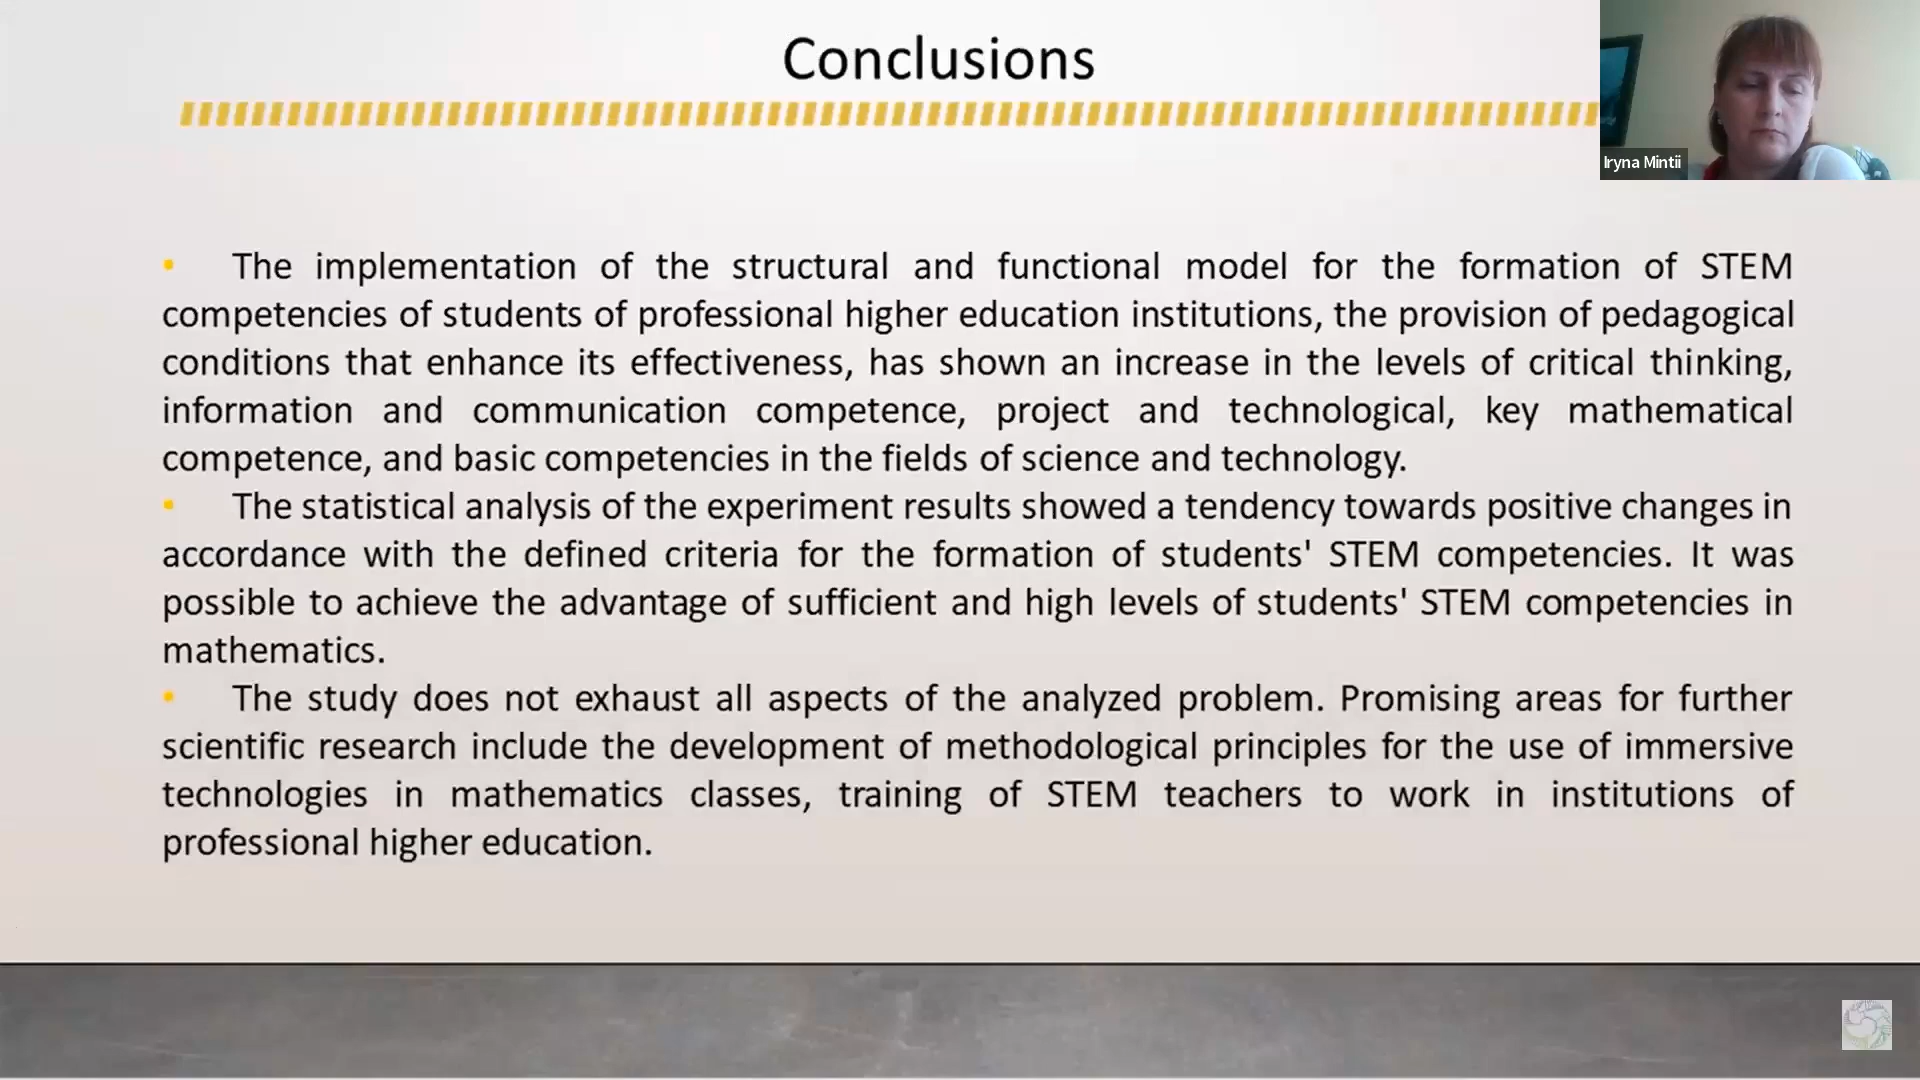 Conclusions
Iryna Mintii
• The implementation of the structural and functional model for the formation of STEM
competencies of students of professional higher education institutions, the provision of pedagogical
conditions that enhance its effectiveness, has shown an increase in the levels of critical thinking,
information and communication competence, project and technological, key mathematical
competence, and basic competencies in the fields of science and technology.
• The statistical analysis of the experiment results showed a tendency towards positive changes in
accordance with the defined criteria for the formation of students' STEM competencies. It was
possible to achieve the advantage of sufficient and high levels of students' STEM competencies in
mathematics.
• The study does not exhaust all aspects of the analyzed problem. Promising areas for further
scientific research include the development of methodological principles for the use of immersive
technologies in mathematics classes, training of STEM teachers to work in institutions of
professional higher education.